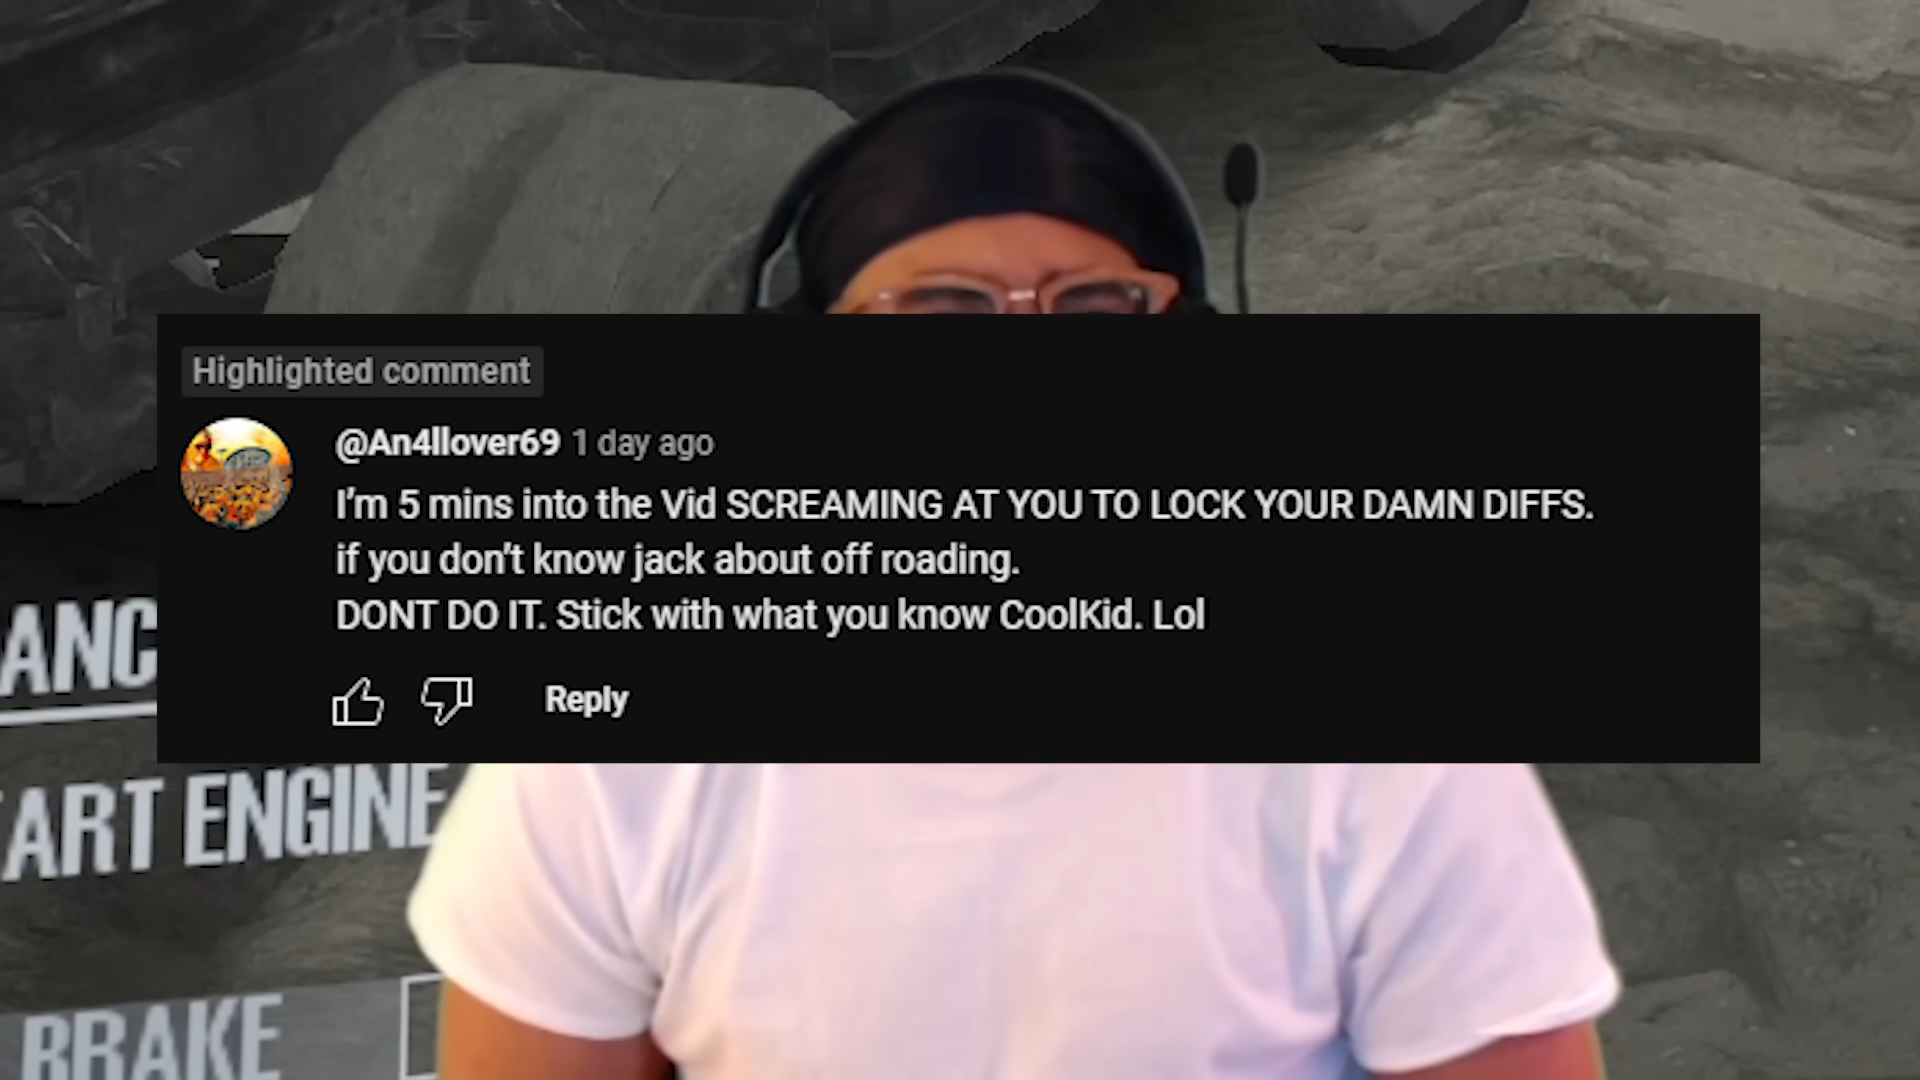 Highlighted comment
@An4llover69 1 day ago
I'm 5 mins into the Vid SCREAMING AT YOU TO LOCK YOUR DAMN DIFFS.
if you don't know jack about off roading.
DONT DO IT. Stick with what you know CoolKid. Lol
Reply
ANC
ART ENGINE
BRAKE